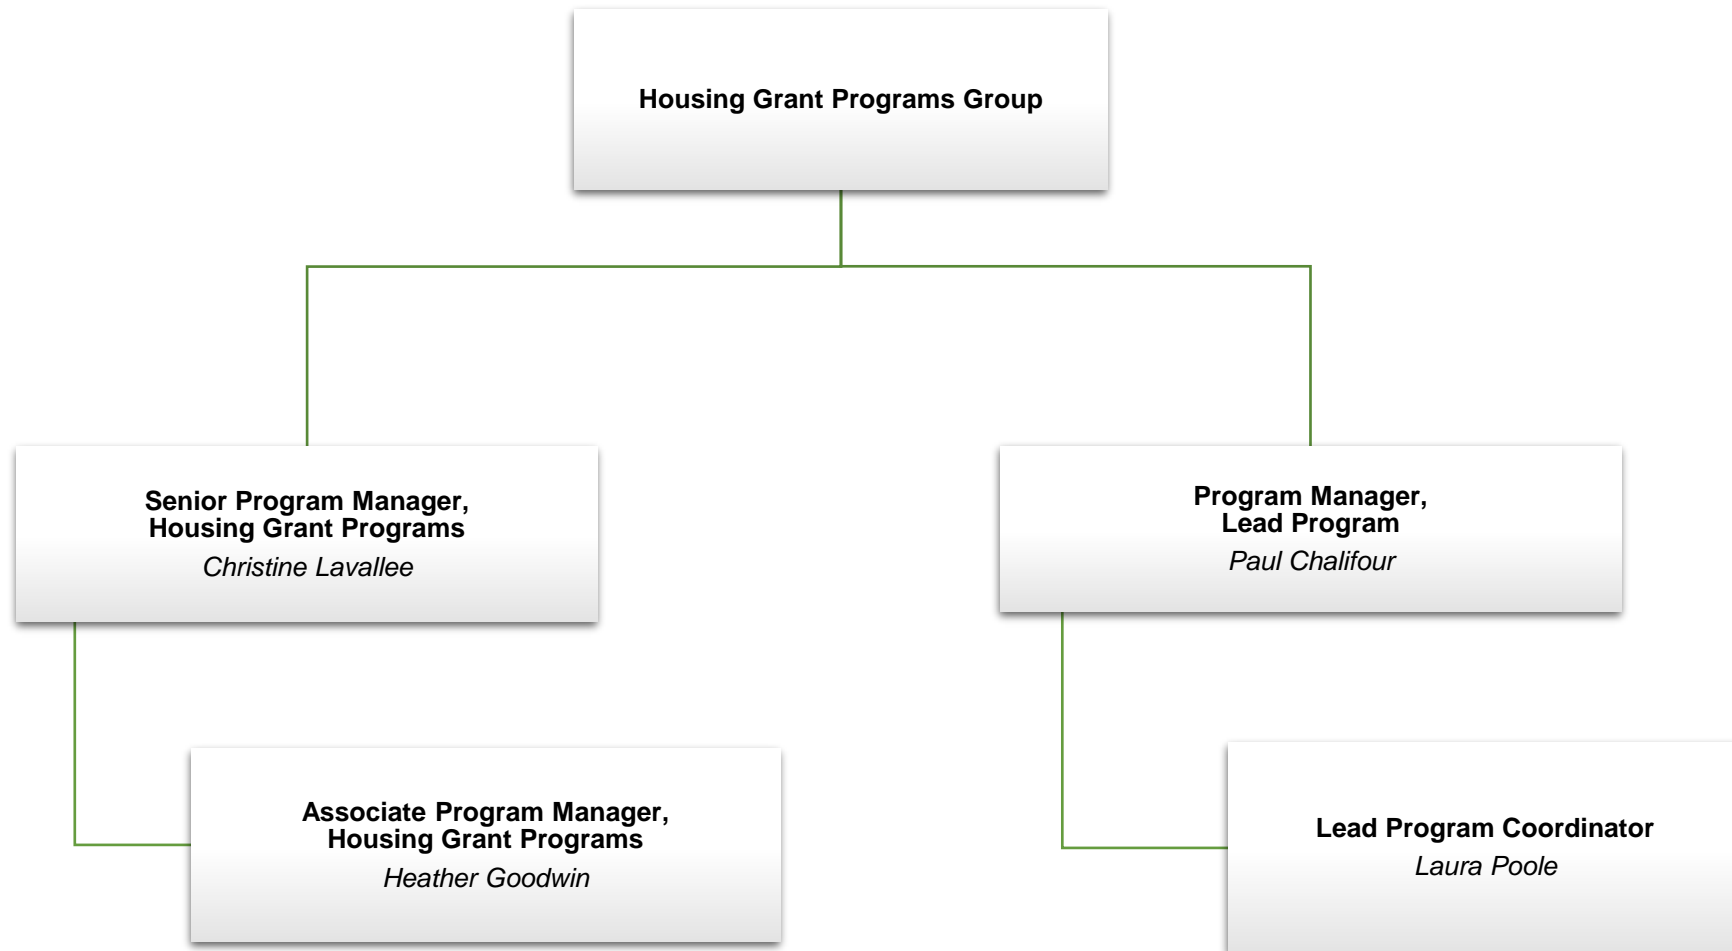 Housing Grant Programs Group
Senior Program Manager,
Housing Grant Programs
Christine Lavallee
Program Manager,
Lead Program
Paul Chalifour
Associate Program Manager,
Housing Grant Programs
Heather Goodwin
Lead Program Coordinator
Laura Poole